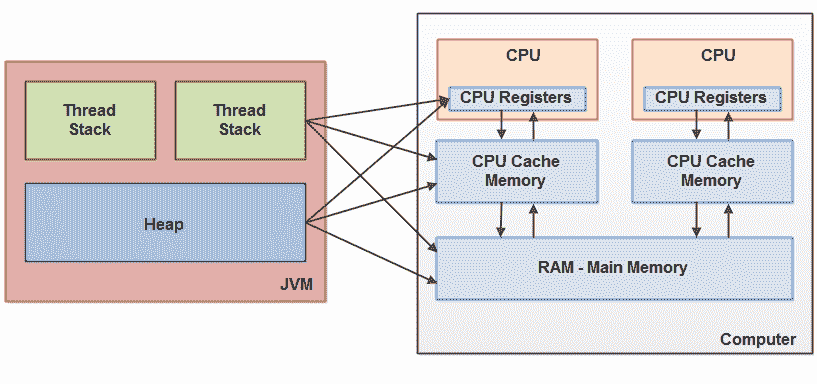 Thread
Stack
Thread
Stack
Heap
JVM
CPU
CPU Registers
CPU Cache
Memory
CPU
CPU Registers
CPU Cache
Memory
RAM - Main Memory
Computer